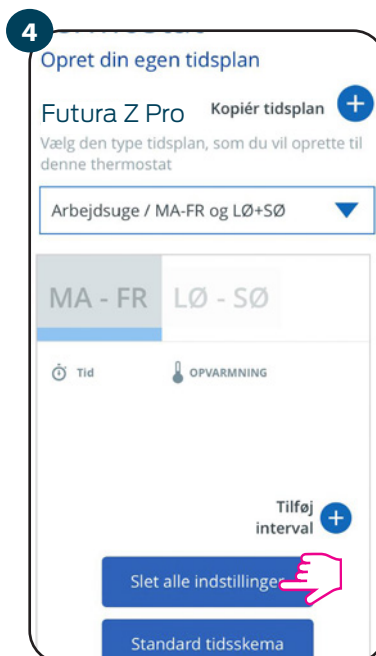 4
Opret din egen tidsplan
Futura Z Pro
Kopiér tidsplan
Vælg den type tidsplan, som du vil oprette til
denne thermostat
Arbejdsuge / MA-FR og LØ+SØ
MA - FR LØ - SØ
Tid OPVARMNING
Tilføj
interval
Slet alle indstillinger
Standard tidsskema